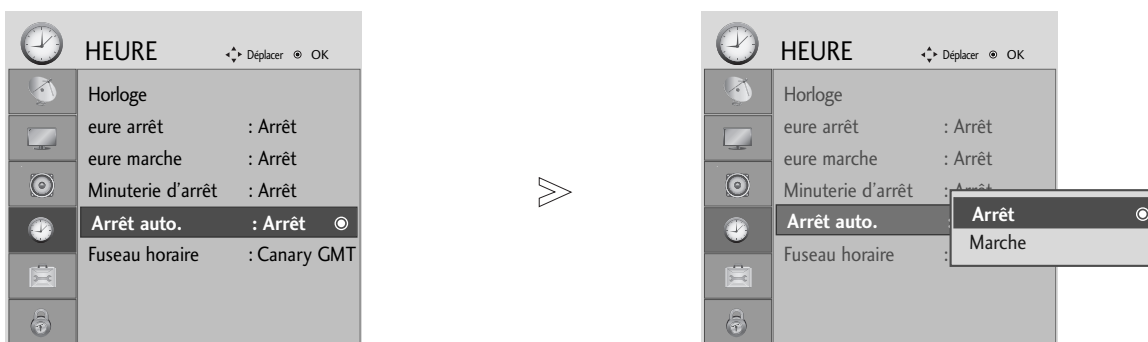 HEURE Déplacer OK
Horloge
eure arrêt : Arrêt
eure marche : Arrêt
Minuterie d'arrêt : Arrêt
Arrêt auto. : Arrêt
Fuseau horaire : Canary GMT
HEURE Déplacer OK
Horloge
eure arrêt : Arrêt
eure marche : Arrêt
Minuterie d'arrêt : Arrêt
Arrêt auto. :
Fuseau horaire :
Arrêt
Marche